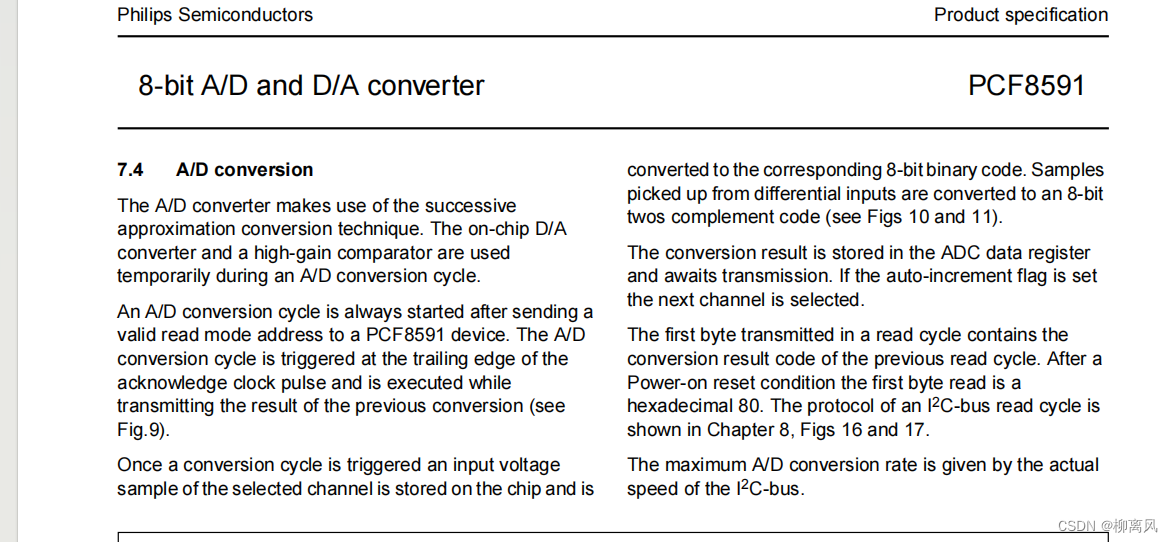 Philips Semiconductors
Product specification
8-bit A/D and D/A converter
PCF8591
7.4 A/D conversion
The A/D converter makes use of the successive
approximation conversion technique. The on-chip D/A
converter and a high-gain comparator are used
temporarily during an A/D conversion cycle.
An A/D conversion cycle is always started after sending a
valid read mode address to a PCF8591 device. The A/D
conversion cycle is triggered at the trailing edge of the
acknowledge clock pulse and is executed while
transmitting the result of the previous conversion (see
Fig.9).
Once a conversion cycle is triggered an input voltage
sample of the selected channel is stored on the chip and is
converted to the corresponding 8-bit binary code. Samples
picked up from differential inputs are converted to an 8-bit
twos complement code (see Figs 10 and 11).
The conversion result is stored in the ADC data register
and awaits transmission. If the auto-increment flag is set
the next channel is selected.
The first byte transmitted in a read cycle contains the
conversion result code of the previous read cycle. After a
Power-on reset condition the first byte read is a
hexadecimal 80. The protocol of an I²C-bus read cycle is
shown in Chapter 8, Figs 16 and 17.
The maximum A/D conversion rate is given by the actual
speed of the I²C-bus.
CSDN @柳离风